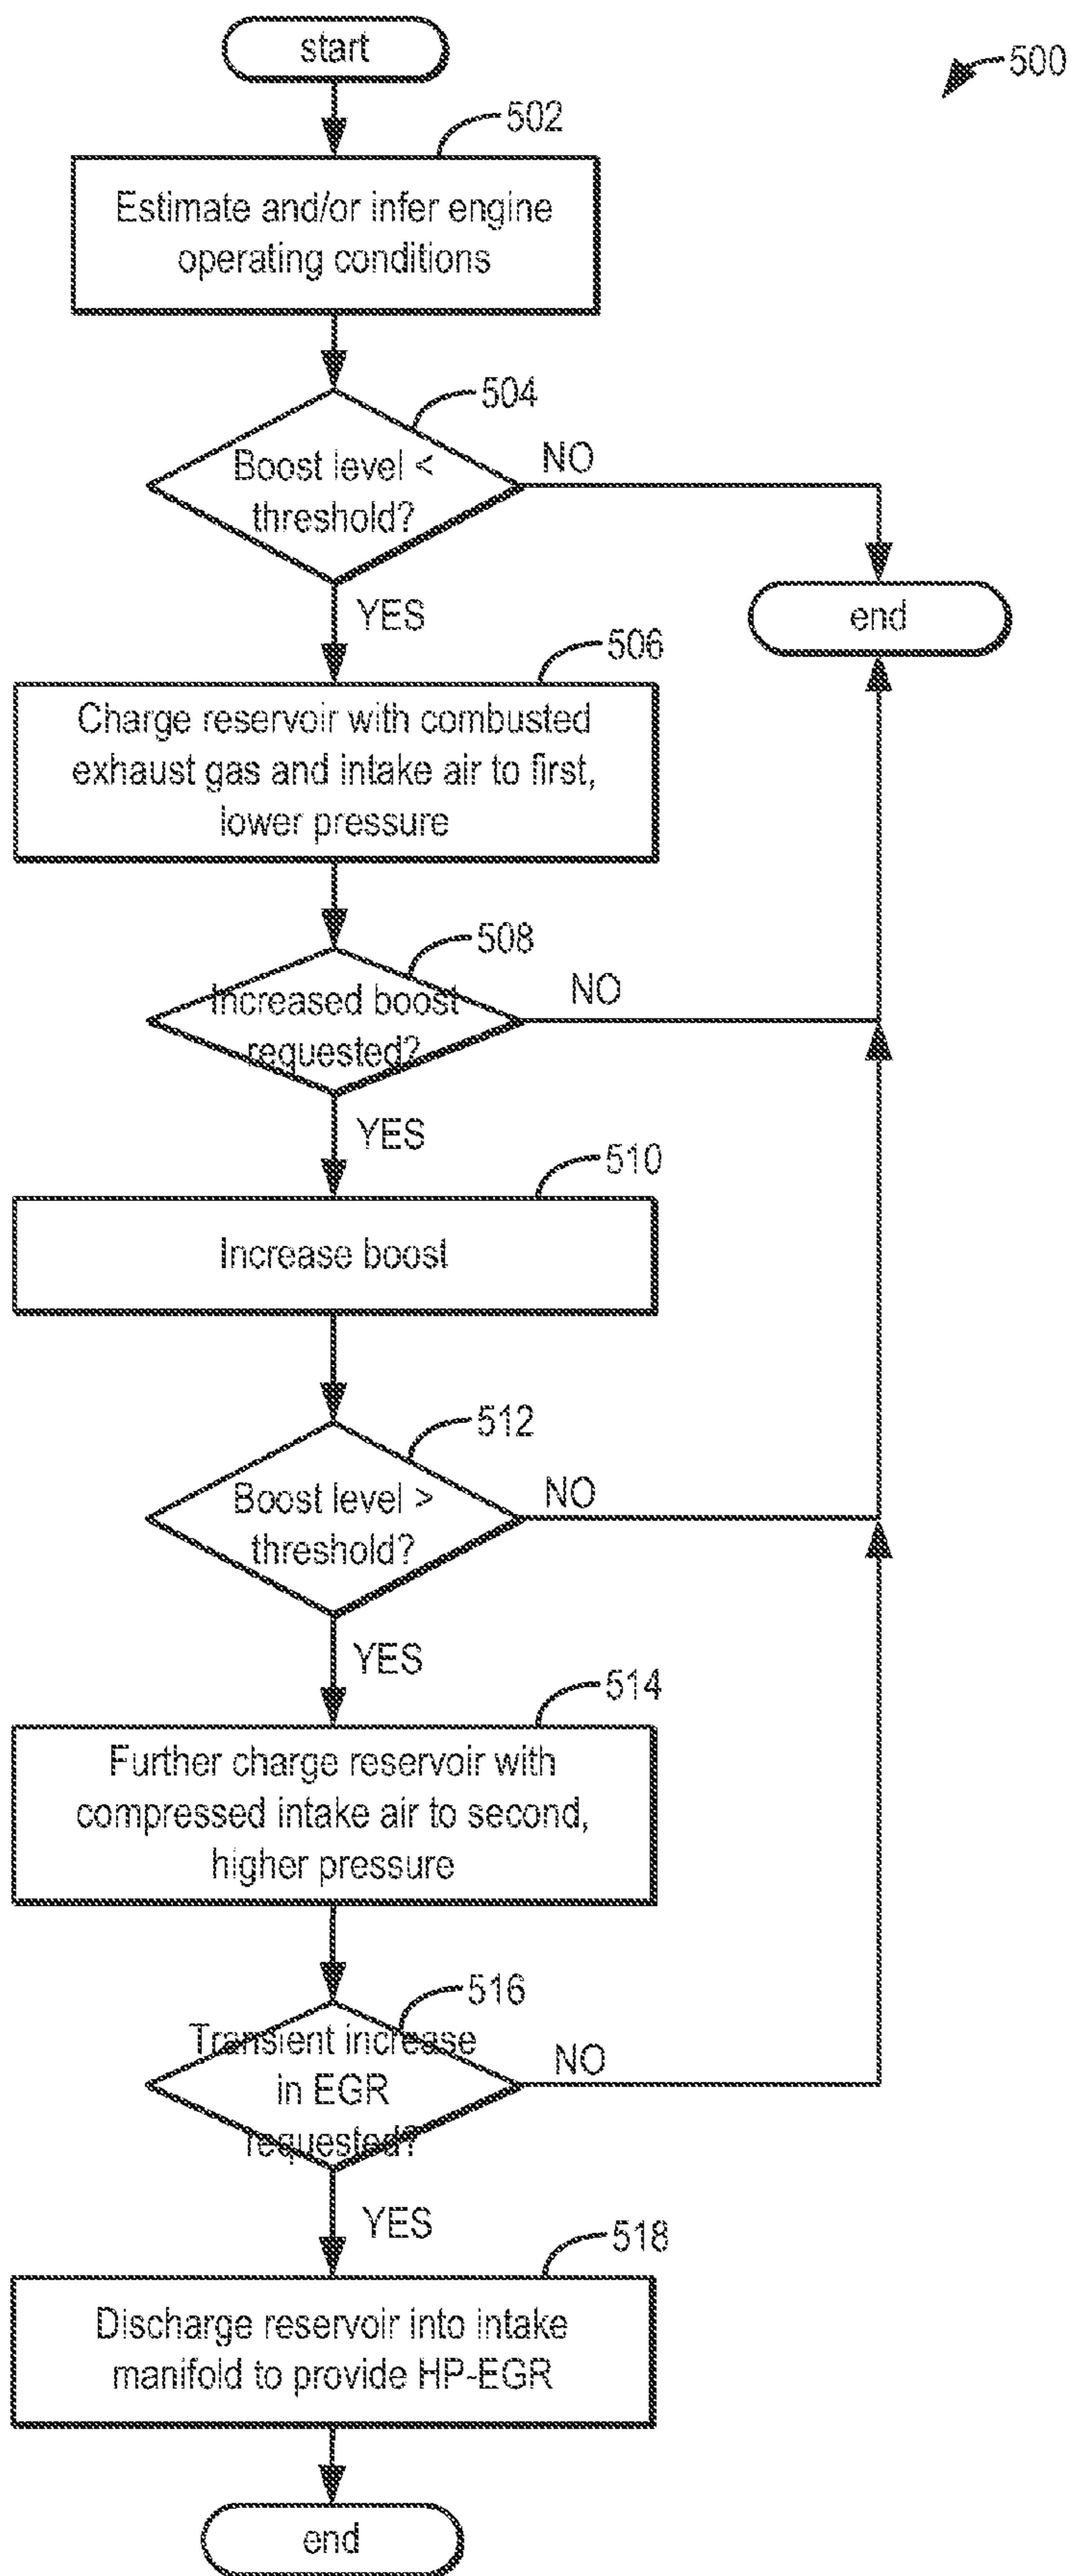 start
500
502
Estimate and/or infer engine
operating conditions
504
Boost level <
threshold?
NO
YES
end
506
Charge reservoir with combusted
exhaust gas and intake air to first,
lower pressure
508
Increased boost
requested?
NO
YES
510
Increase boost
512
Boost level >
threshold?
NO
YES
514
Further charge reservoir with
compressed intake air to second,
higher pressure
516
Transient increase
in EGR
requested?
NO
YES
518
Discharge reservoir into intake
manifold to provide HP-EGR
end